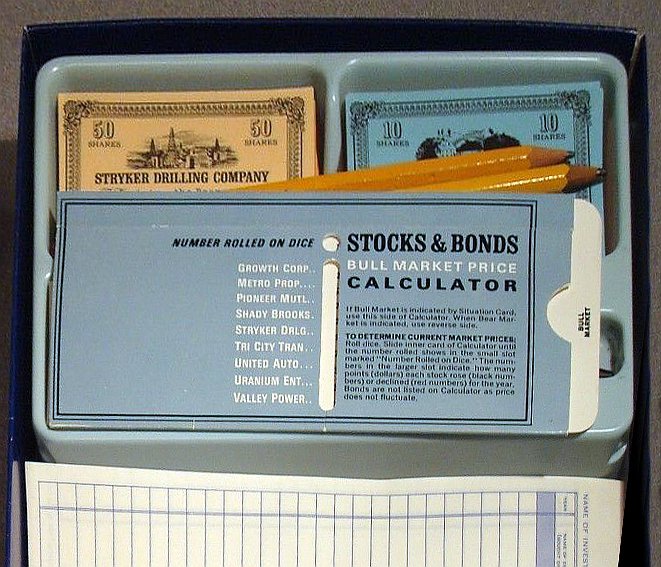 50 50
SHARES SHARES
STRYKER DRILLING COMPANY
10 10
SHARES SHARES
NUMBER ROLLED ON DICE
GROWTH CORP..
METRO PROP....
PIONEER MUTL..
SHADY BROOKS.
STRYKER DRLG..
TRI CITY TRAN..
UNITED AUTO...
URANIUM ENT...
VALLEY POWER..
STOCKS & BONDS
BULL MARKET PRICE
CALCULATOR
If Bull Market is indicated by Situation Card,
use this side of Calculator. When Bear Mar-
ket is indicated, use reverse side.
TO DETERMINE CURRENT MARKET PRICES:
Roll dice. Slide inner card of Calculator until
the number rolled shows in the small slot
marked "Number Rolled on Dice." The num-
bers in the larger slot indicate how many
points (dollars) each stock rose (black num-
bers) or declined (red numbers) for the year.
Bonds are not listed on Calculator as price
does not fluctuate.
BULL
MARKET
NAME OF INVEST
YEAR
NAME OF